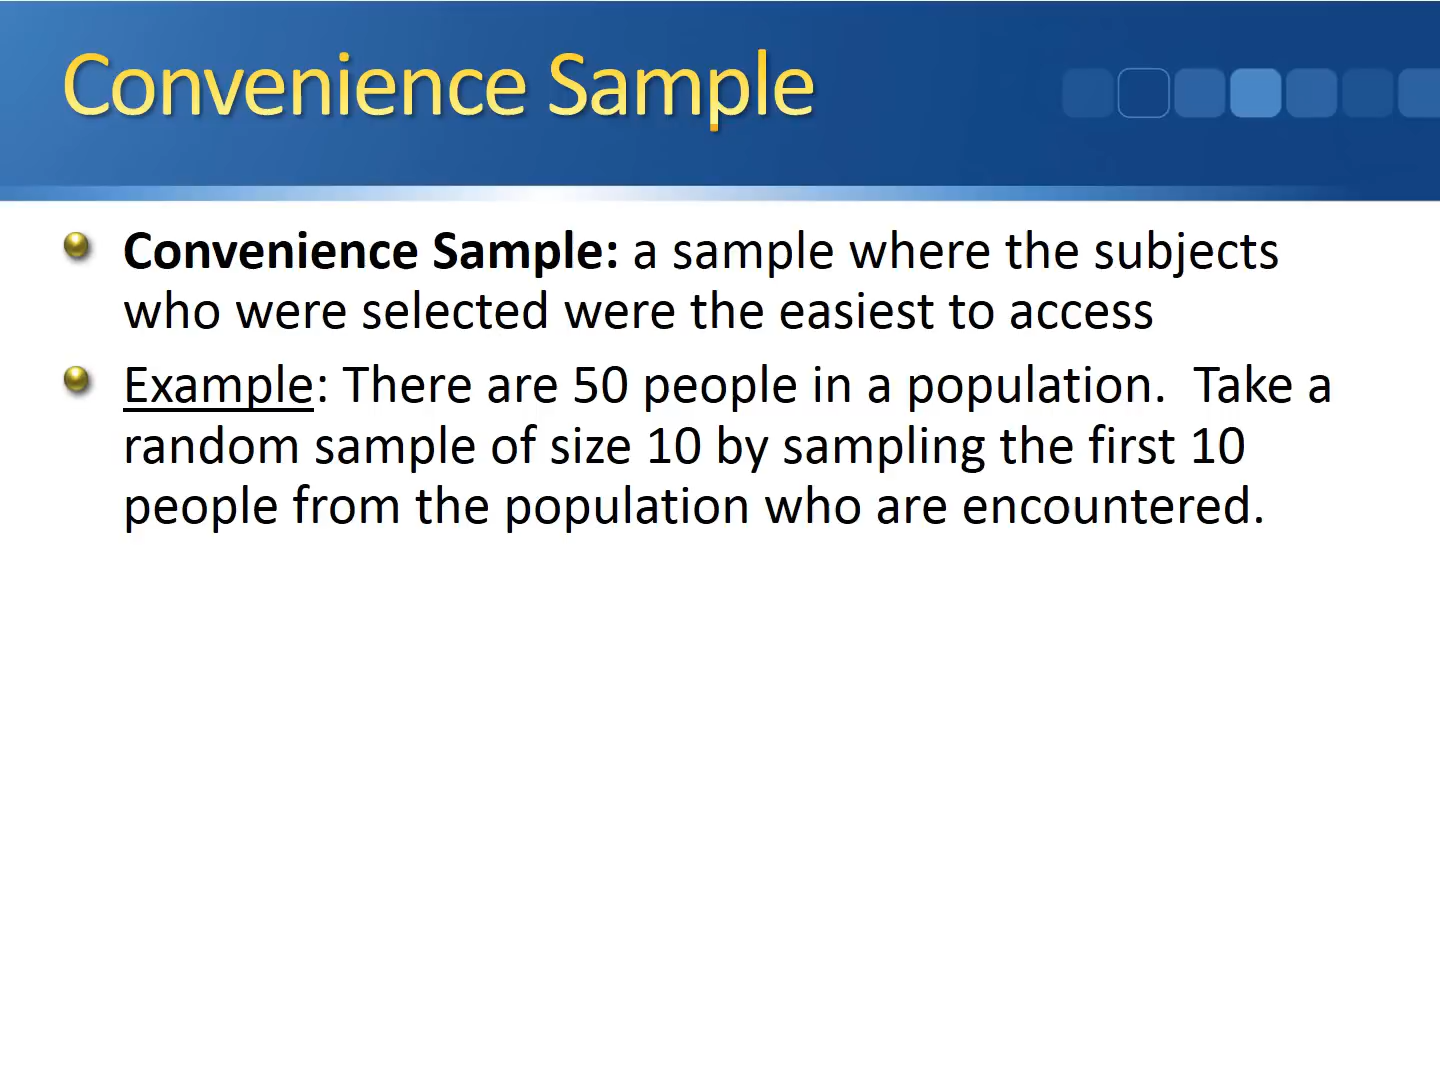 Convenience Sample
Convenience Sample: a sample where the subjects
who were selected were the easiest to access
Example: There are 50 people in a population.  Take a
random sample of size 10 by sampling the first 10
people from the population who are encountered.